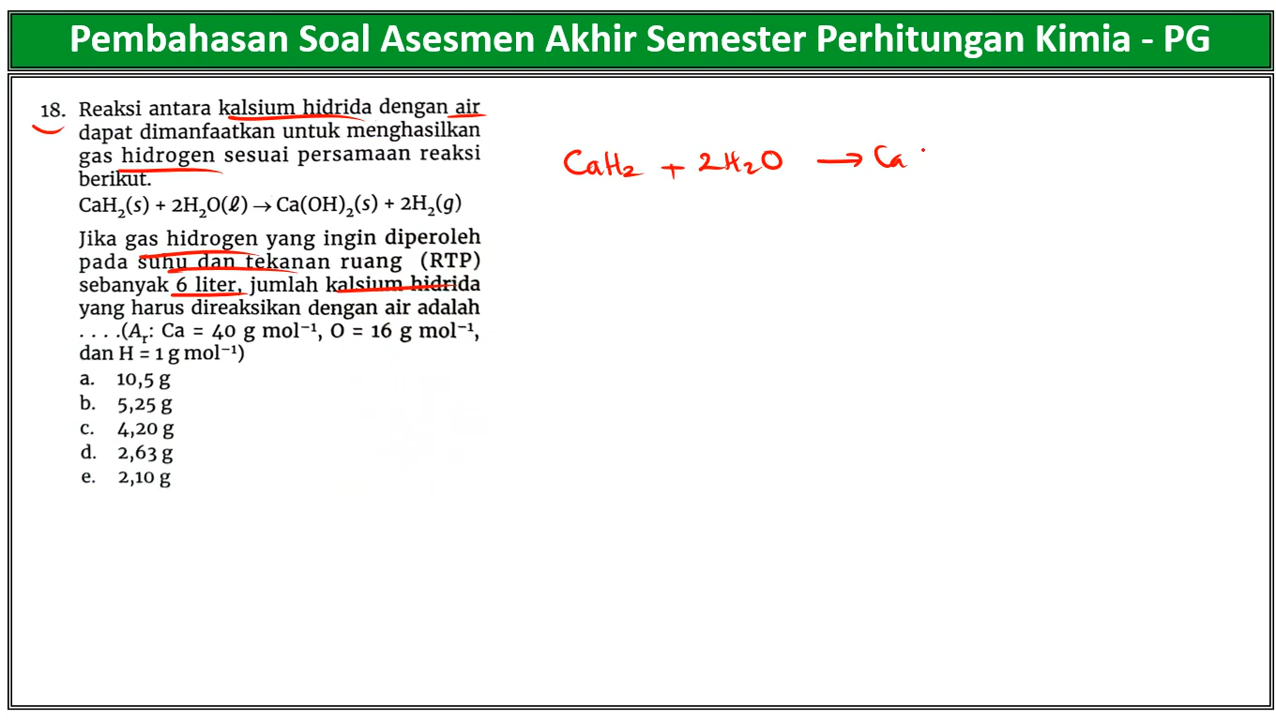 Pembahasan Soal Asesmen Akhir Semester Perhitungan Kimia - PG
18. Reaksi antara kalsium hidrida dengan air
dapat dimanfaatkan untuk menghasilkan
gas hidrogen sesuai persamaan reaksi
berikut.
CaH₂(s) + 2H₂O(ℓ) → Ca(OH)₂(s) + 2H₂(g)
Jika gas hidrogen yang ingin diperoleh
pada suhu dan tekanan ruang (RTP)
sebanyak 6 liter, jumlah kalsium hidrida
yang harus direaksikan dengan air adalah
. . . .(Aᵣ: Ca = 40 g mol⁻¹, O = 16 g mol⁻¹,
dan H = 1 g mol⁻¹)
a. 10,5 g
b. 5,25 g
c. 4,20 g
d. 2,63 g
e. 2,10 g
CaH₂ + 2H₂O → Ca